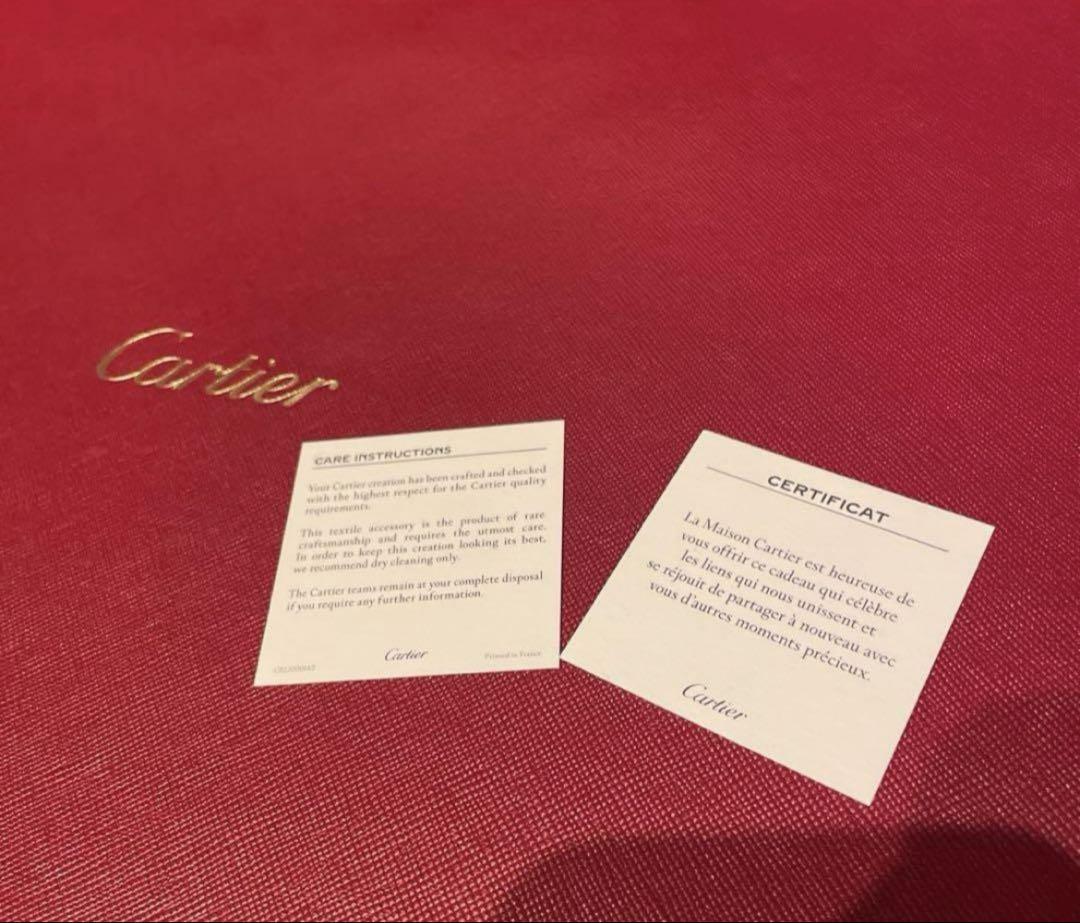 Cartier
CARE INSTRUCTIONS
Your Cartier creation has been crafted and checked
with the highest respect for the Cartier quality
requirements.
This textile accessory is the product of rare
craftsmanship and requires the utmost care.
In order to keep this creation looking its best,
we recommend dry cleaning only.
The Cartier teams remain at your complete disposal
if you require any further information.
Cartier
Printed in France
CERTIFICAT
La Maison Cartier est heureuse de
vous offrir ce cadeau qui célèbre
les liens qui nous unissent et
se réjouit de partager à nouveau avec
vous d'autres moments précieux.
Cartier